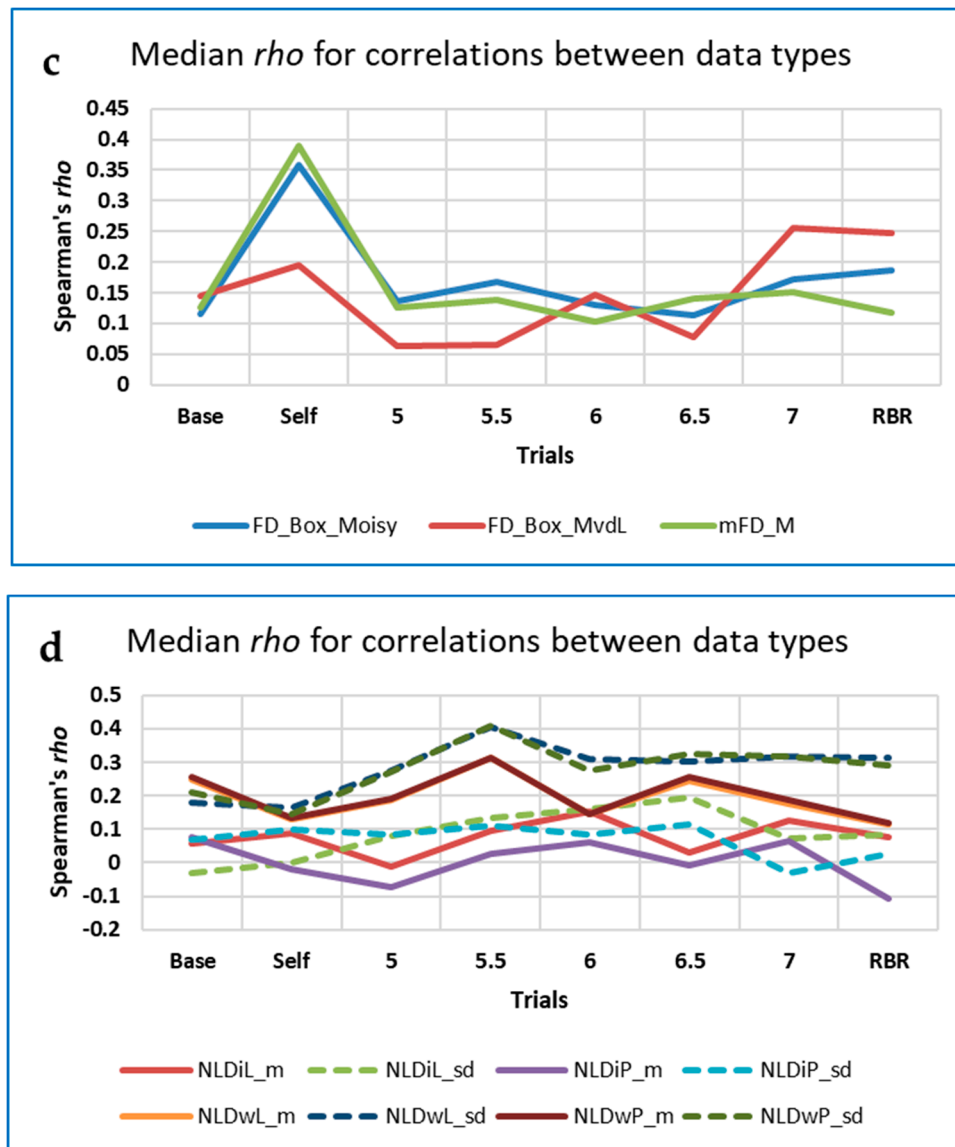 c
Median rho for correlations between data types
0.45
0.4
0.35
0.3
0.25
0.2
0.15
0.1
0.05
0
Spearman's rho
Base Self 5 5.5 6 6.5 7 RBR
Trials
FD_Box_Moisy FD_Box_MvdL mFD_M
d
Median rho for correlations between data types
0.5
0.4
0.3
0.2
0.1
0
-0.1
-0.2
Spearman's rho
Base Self 5 5.5 6 6.5 7 RBR
Trials
NLDiL_m NLDiL_sd NLDiP_m NLDiP_sd
NLDwL_m NLDwL_sd NLDwP_m NLDwP_sd